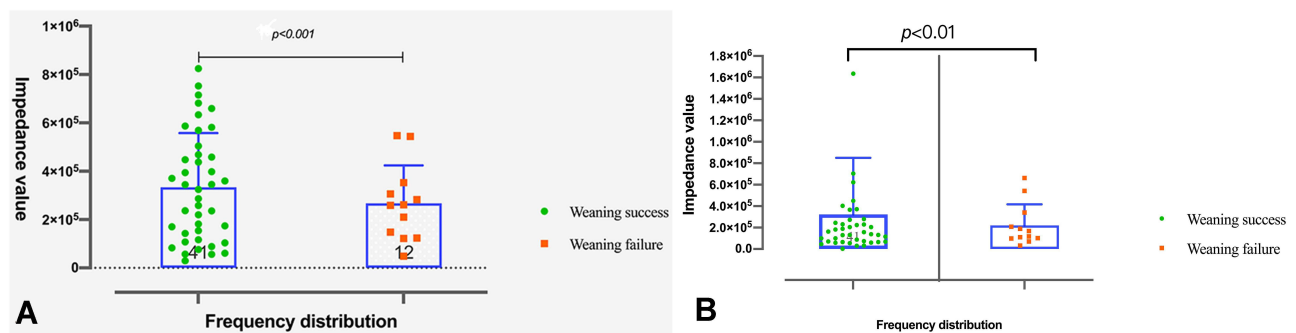 1×10⁶
8×10⁵
6×10⁵
4×10⁵
2×10⁵
0
Impedance value
p<0.001
41
12
Weaning success
Weaning failure
A
Frequency distribution
p<0.01
1.8×10⁶
1.6×10⁶
1.4×10⁶
1.2×10⁶
1.0×10⁶
8.0×10⁵
6.0×10⁵
4.0×10⁵
2.0×10⁵
0.0
Impedance value
Weaning success
Weaning failure
B
Frequency distribution